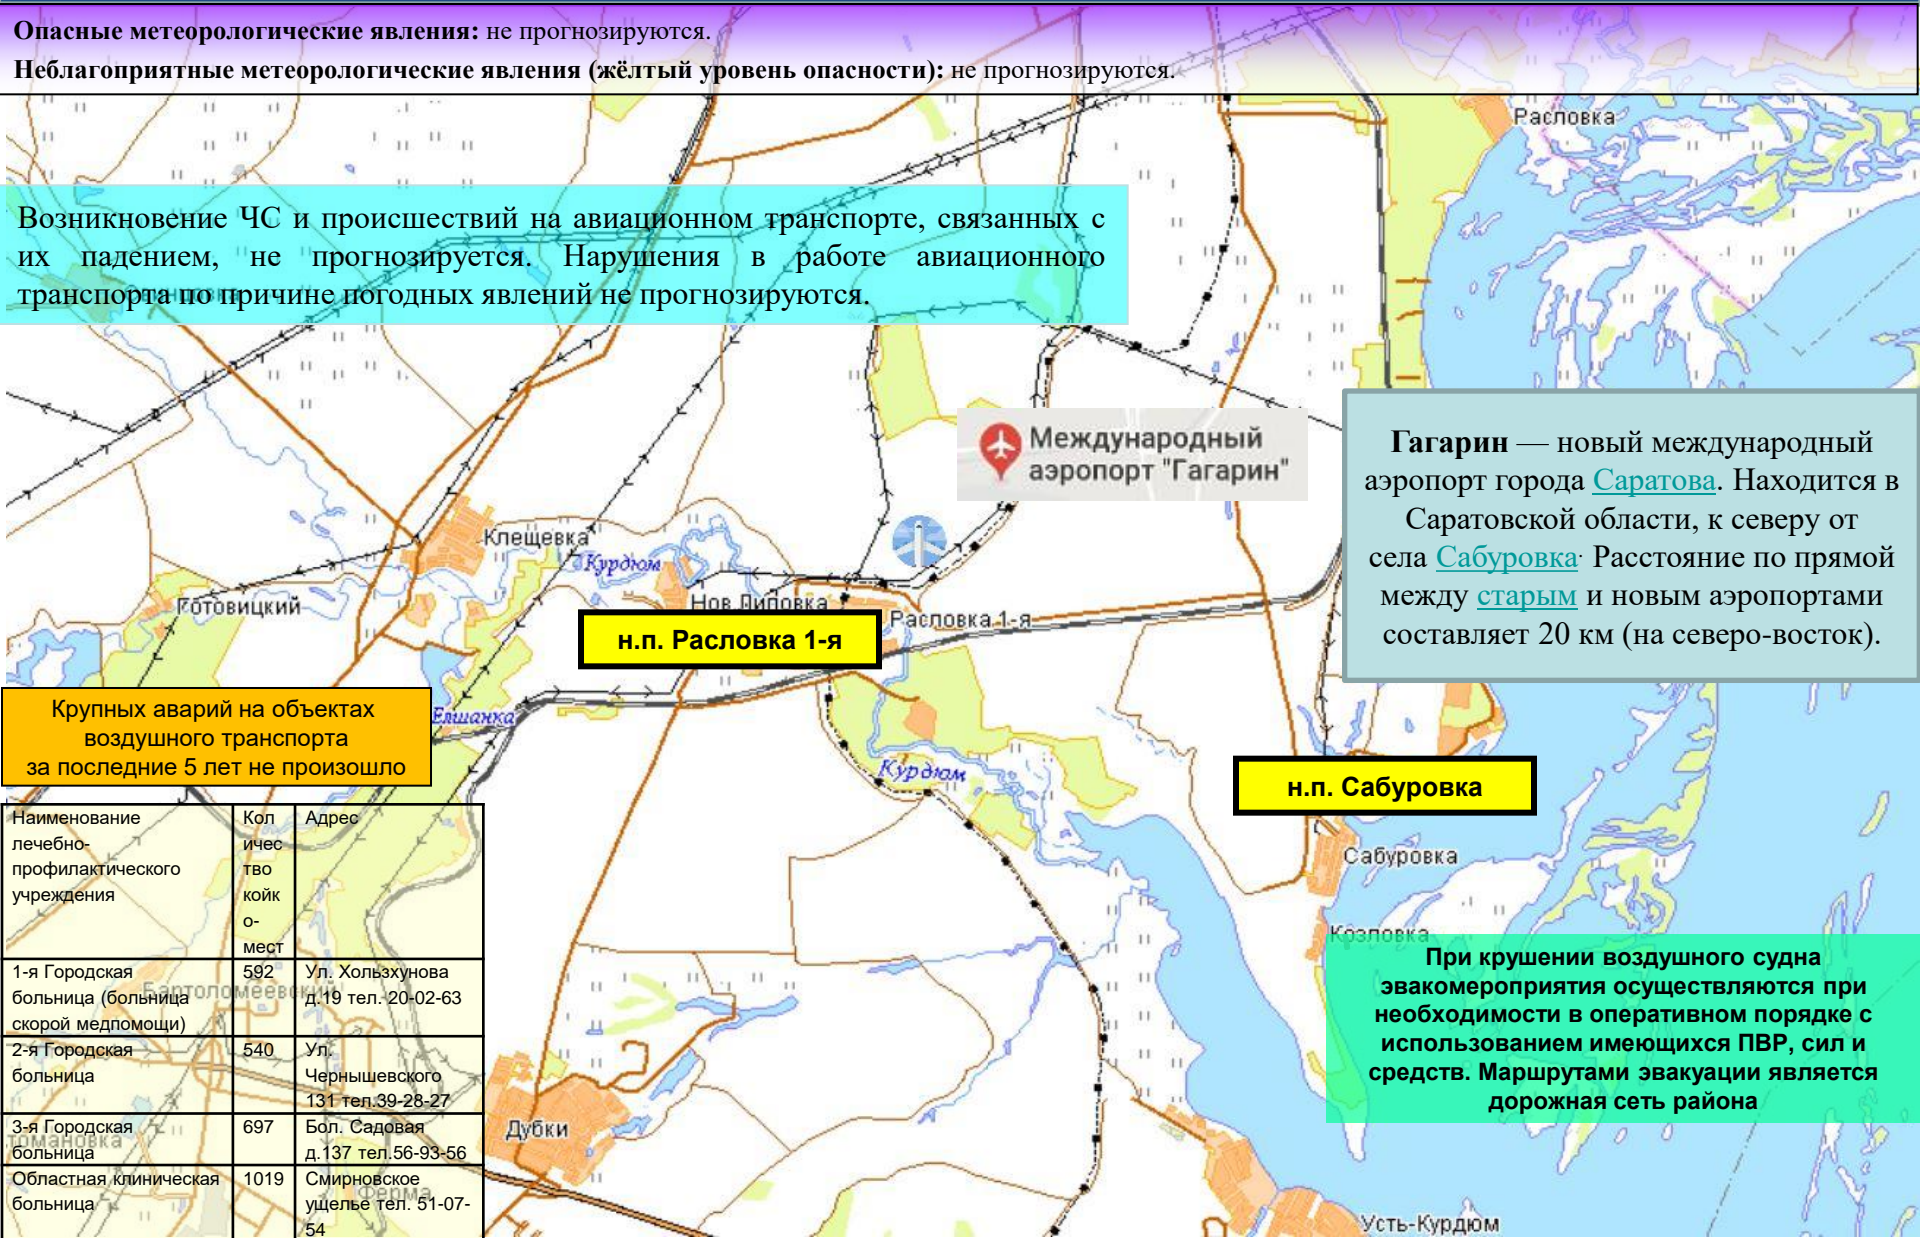 Опасные метеорологические явления: не прогнозируются.
Неблагоприятные метеорологические явления (жёлтый уровень опасности): не прогнозируются.
Расловка
Возникновение ЧС и происшествий на авиационном транспорте, связанных с
их падением, не прогнозируется. Нарушения в работе авиационного
транспорта по причине погодных явлений не прогнозируются.
Международный
аэропорт "Гагарин"
Гагарин — новый международный
аэропорт города Саратова. Находится в
Саратовской области, к северу от
села Сабуровка. Расстояние по прямой
между старым и новым аэропортами
составляет 20 км (на северо-восток).
Клещевка
Курдюм
Готовицкий
Нов.Липовка
Расловка 1-я
н.п. Расловка 1-я
Елшанка
Крупных аварий на объектах
воздушного транспорта
за последние 5 лет не произошло
Курдюм
н.п. Сабуровка
Сабуровка
Козловка
При крушении воздушного судна
эвакомероприятия осуществляются при
необходимости в оперативном порядке с
использованием имеющихся ПВР, сил и
средств. Маршрутами эвакуации является
дорожная сеть района
Наименование
лечебно-
профилактического
учреждения
Кол
ичес
тво
койк
о-
мест
Адрес
1-я Городская
больница (больница
скорой медпомощи)
592
Ул. Хользхунова
д.19 тел. 20-02-63
2-я Городская
больница
540
Ул.
Чернышевского
131 тел.39-28-27
3-я Городская
больница
697
Бол. Садовая
д.137 тел.56-93-56
Областная клиническая
больница
1019
Смирновское
ущелье тел. 51-07-
54
Бартоломеевский
Ферма
Дубки
Усть-Курдюм